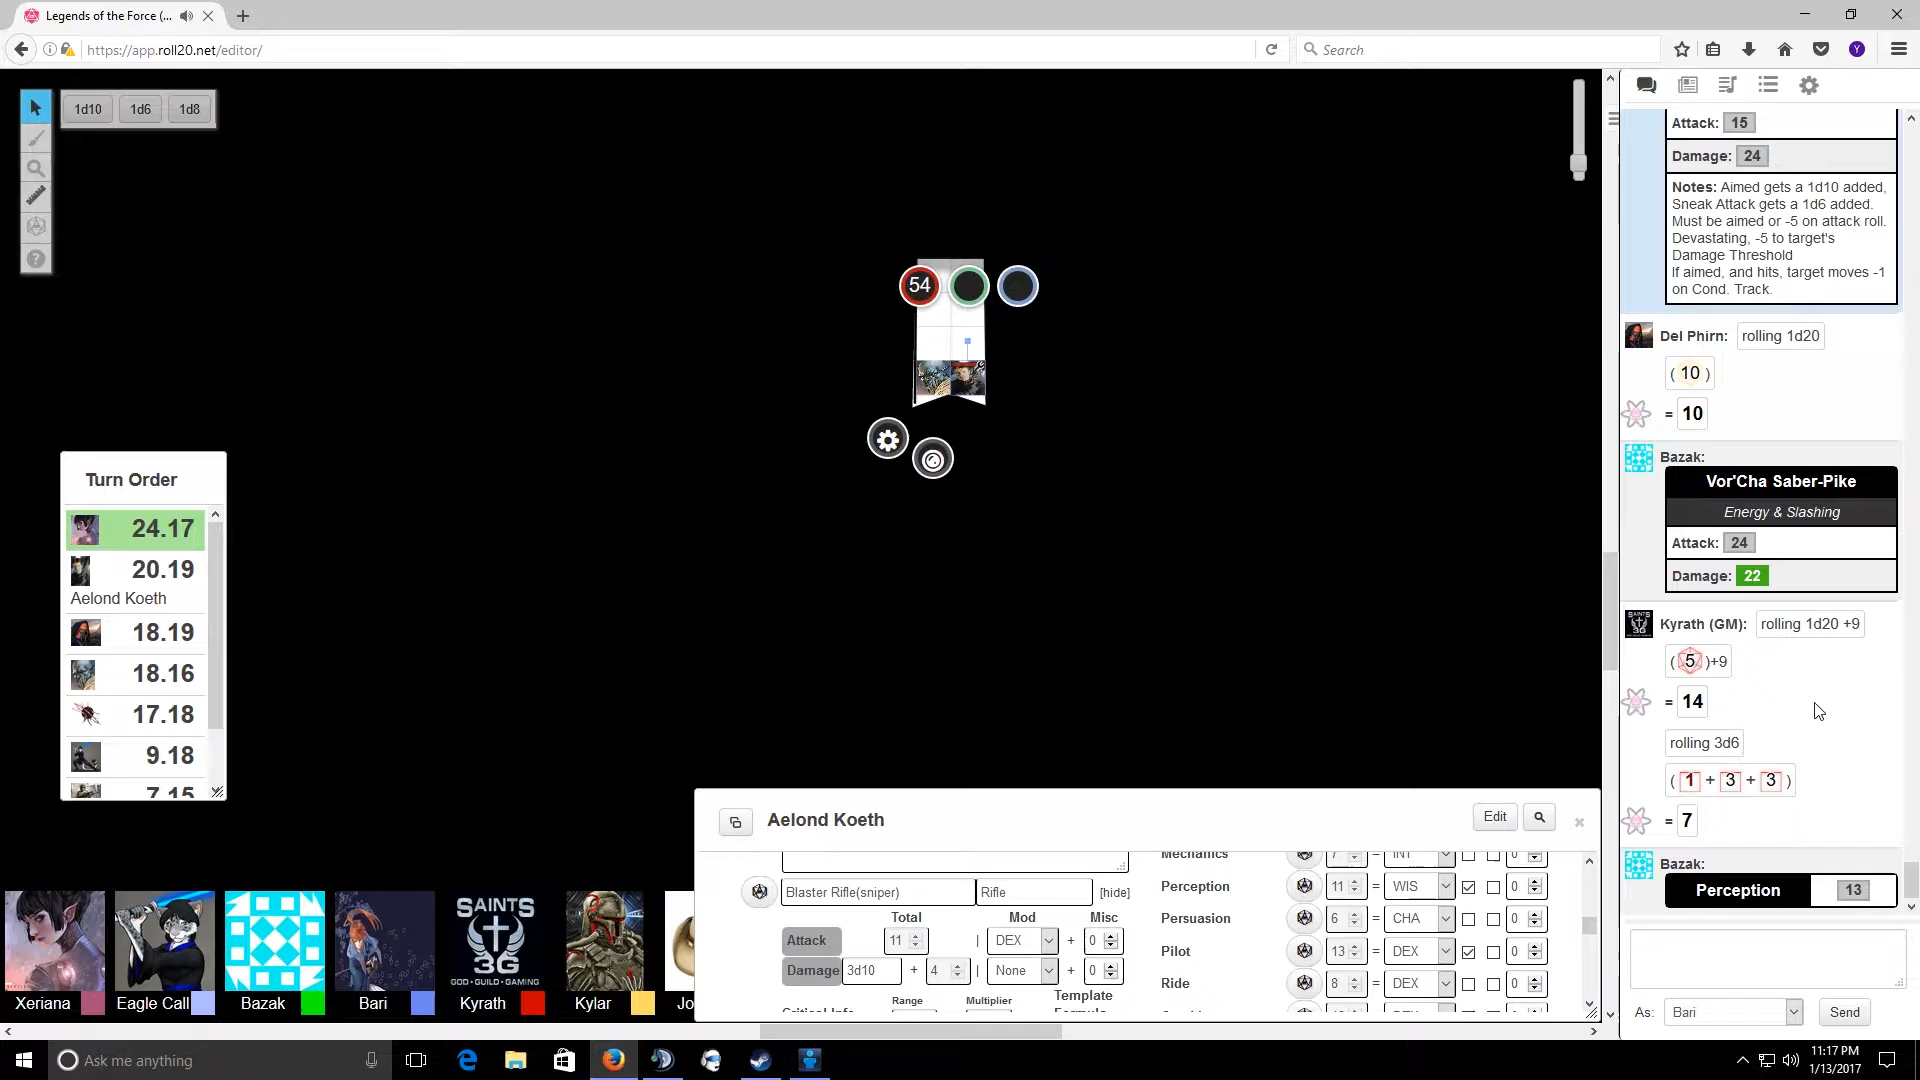 Legends of the Force (...
https://app.roll20.net/editor/
Search
1d10
1d6
1d8
54
Turn Order
24.17
20.19
Aelond Koeth
18.19
18.16
17.18
9.18
7.15
Attack: 15
Damage: 24
Notes: Aimed gets a 1d10 added,
Sneak Attack gets a 1d6 added.
Must be aimed or -5 on attack roll.
Devastating, -5 to target's
Damage Threshold
If aimed, and hits, target moves -1
on Cond. Track.
Del Phirn: rolling 1d20
( 10 )
= 10
Bazak:
Vor'Cha Saber-Pike
Energy & Slashing
Attack: 24
Damage: 22
Kyrath (GM): rolling 1d20 +9
( 5 )+9
= 14
rolling 3d6
( 1 + 3 + 3 )
= 7
Bazak:
Perception 13
As: Bari Send
Aelond Koeth
Edit
Blaster Rifle(sniper) Rifle [hide]
Total Mod Misc
Attack 11 | DEX + 0
Damage 3d10 + 4 | None + 0
Range Multiplier Template
Mechanics 7 = INT 0
Perception 11 = WIS 0
Persuasion 6 = CHA 0
Pilot 13 = DEX 0
Ride 8 = DEX 0
SAINTS
3G
GOD · GUILD · GAMING
Xeriana
Eagle Call
Bazak
Bari
Kyrath
Kylar
Jo
Ask me anything
11:17 PM
1/13/2017